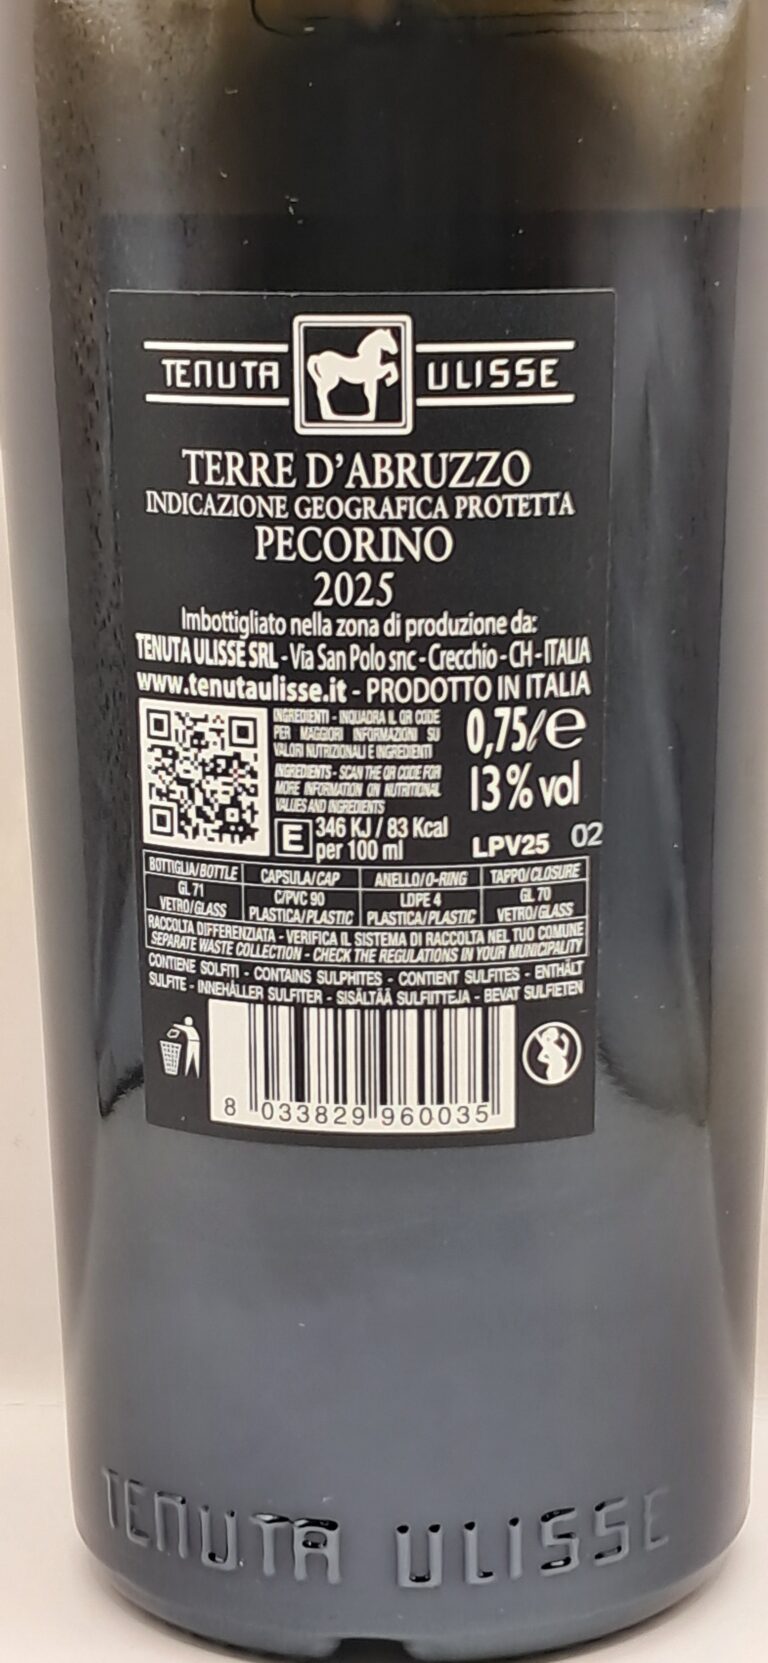 TENUTA ULISSE
TERRE D'ABRUZZO
INDICAZIONE GEOGRAFICA PROTETTA
PECORINO
2025
Imbottigliato nella zona di produzione da:
TENUTA ULISSE SRL - Via San Polo snc - Crecchio - CH - ITALIA
www.tenutaulisse.it - PRODOTTO IN ITALIA
INGREDIENTI - INQUADRA IL QR CODE
PER MAGGIORI INFORMAZIONI SU
VALORI NUTRIZIONALI E INGREDIENTI
INGREDIENTS - SCAN THE QR CODE FOR
MORE INFORMATION ON NUTRITIONAL
VALUES AND INGREDIENTS
E 346 KJ / 83 Kcal
per 100 ml
0,75 l e
13 % vol
LPV25 02
BOTTIGLIA/BOTTLE CAPSULA/CAP ANELLO/O-RING TAPPO/CLOSURE
GL 71 C/PVC 90 LDPE 4 GL 70
VETRO/GLASS PLASTICA/PLASTIC PLASTICA/PLASTIC VETRO/GLASS
RACCOLTA DIFFERENZIATA - VERIFICA IL SISTEMA DI RACCOLTA NEL TUO COMUNE
SEPARATE WASTE COLLECTION - CHECK THE REGULATIONS IN YOUR MUNICIPALITY
CONTIENE SOLFITI - CONTAINS SULPHITES - CONTIENT SULFITES - ENTHÄLT
SULFITE - INNEHÅLLER SULFITER - SISÄLTÄÄ SULFIITTEJA - BEVAT SULFIETEN
8 033829 960035
TENUTA ULISSE